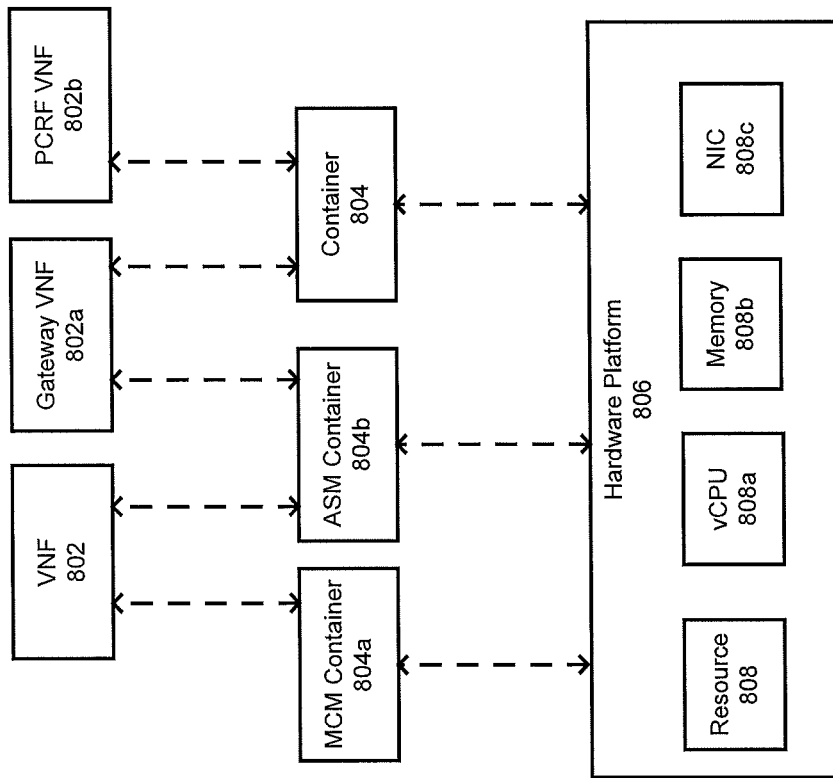 VNF
802
Gateway VNF
802a
PCRF VNF
802b
MCM Container
804a
ASM Container
804b
Container
804
Hardware Platform
806
Resource
808
vCPU
808a
Memory
808b
NIC
808c